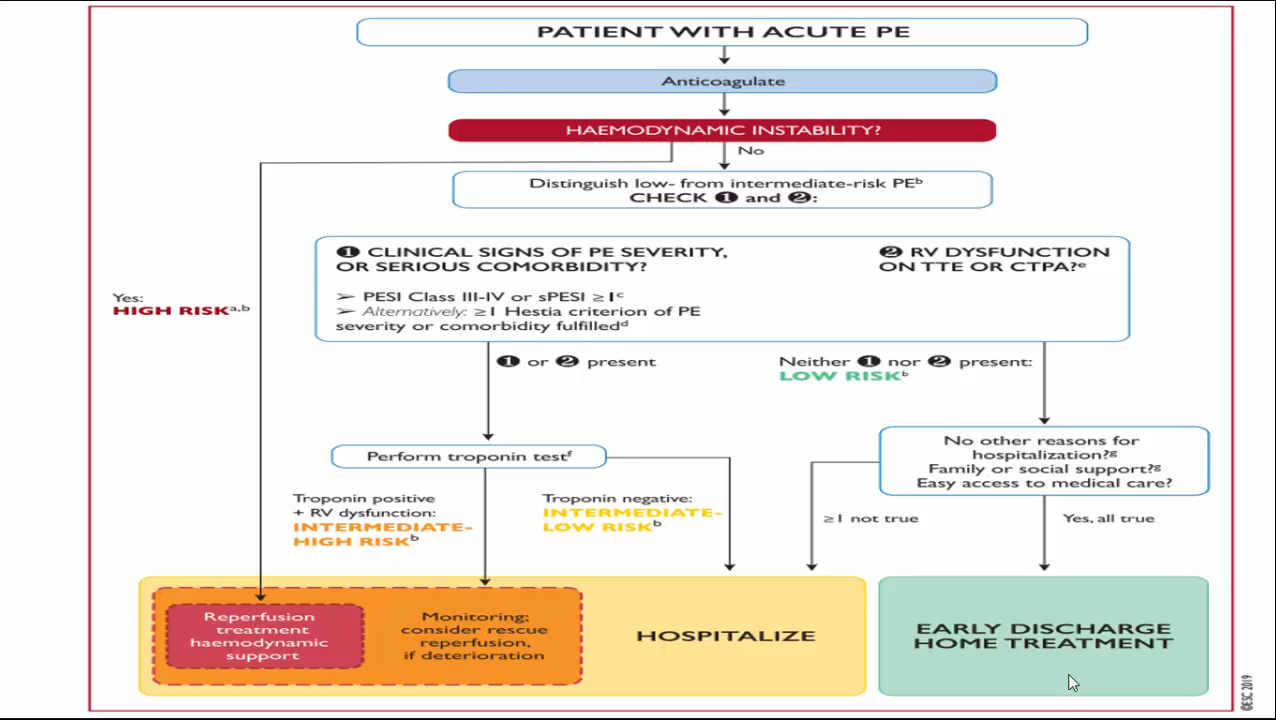 PATIENT WITH ACUTE PE
Anticoagulate
HAEMODYNAMIC INSTABILITY?
No
Distinguish low- from intermediate-risk PEᵇ
CHECK ❶ and ❷:
❶ CLINICAL SIGNS OF PE SEVERITY,
OR SERIOUS COMORBIDITY?
➢ PESI Class III-IV or sPESI ≥1ᶜ
➢ Alternatively: ≥1 Hestia criterion of PE
severity or comorbidity fulfilledᵈ
❷ RV DYSFUNCTION
ON TTE OR CTPA?ᵉ
Yes:
HIGH RISKᵃ,ᵇ
❶ or ❷ present
Neither ❶ nor ❷ present:
LOW RISKᵇ
Perform troponin testᶠ
No other reasons for
hospitalization?ᵍ
Family or social support?ᵍ
Easy access to medical care?
Troponin positive
+ RV dysfunction:
INTERMEDIATE-
HIGH RISKᵇ
Troponin negative:
INTERMEDIATE-
LOW RISKᵇ
≥1 not true
Yes, all true
Reperfusion
treatment
haemodynamic
support
Monitoring;
consider rescue
reperfusion,
if deterioration
HOSPITALIZE
EARLY DISCHARGE
HOME TREATMENT
©ESC 2019